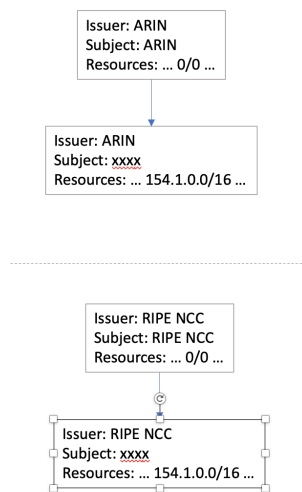 Issuer: ARIN
Subject: ARIN
Resources: ... 0/0 ...
Issuer: ARIN
Subject: xxxx
Resources: ... 154.1.0.0/16 ...
Issuer: RIPE NCC
Subject: RIPE NCC
Resources: ... 0/0 ...
Issuer: RIPE NCC
Subject: xxxx
Resources: ... 154.1.0.0/16 ...